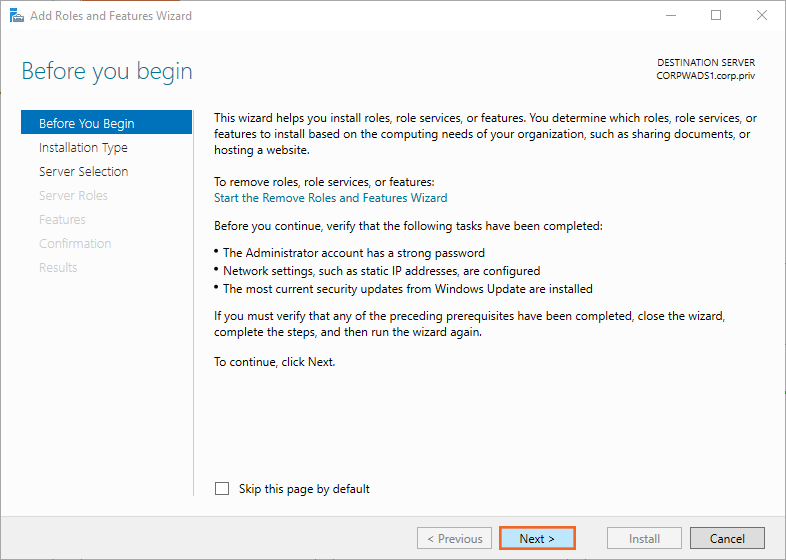 Add Roles and Features Wizard
Before you begin
DESTINATION SERVER
CORPWADS1.corp.priv
Before You Begin
Installation Type
Server Selection
Server Roles
Features
Confirmation
Results
This wizard helps you install roles, role services, or features. You determine which roles, role services, or
features to install based on the computing needs of your organization, such as sharing documents, or
hosting a website.
To remove roles, role services, or features:
Start the Remove Roles and Features Wizard
Before you continue, verify that the following tasks have been completed:
• The Administrator account has a strong password
• Network settings, such as static IP addresses, are configured
• The most current security updates from Windows Update are installed
If you must verify that any of the preceding prerequisites have been completed, close the wizard,
complete the steps, and then run the wizard again.
To continue, click Next.
Skip this page by default
< Previous
Next >
Install
Cancel